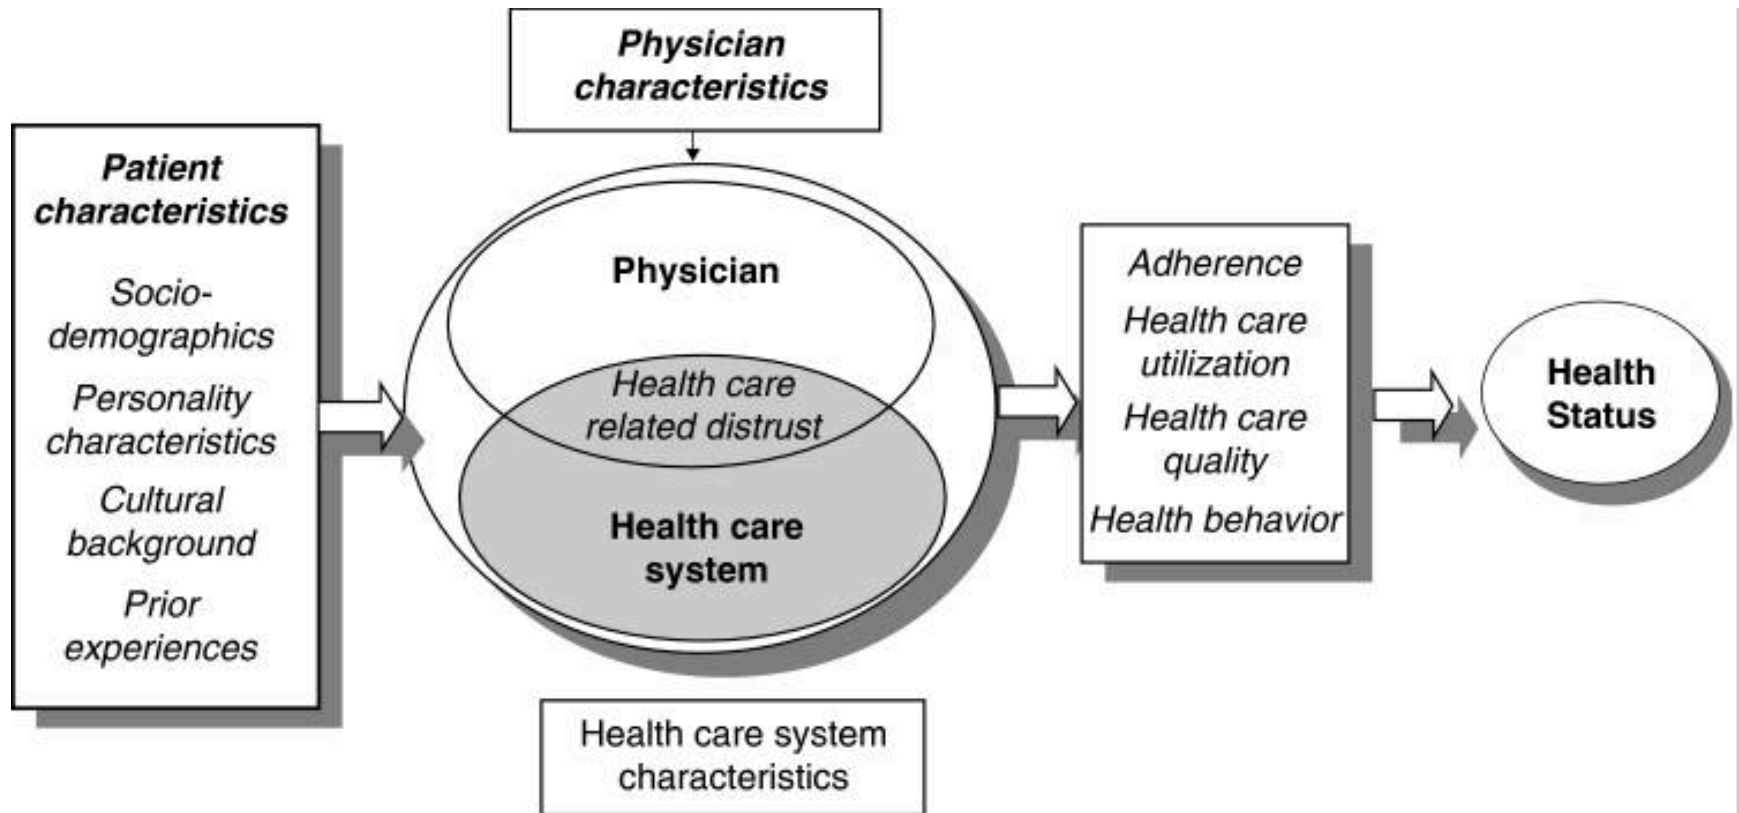 Physician
characteristics
Patient
characteristics
Socio-
demographics
Personality
characteristics
Cultural
background
Prior
experiences
Physician
Health care
related distrust
Health care
system
Health care system
characteristics
Adherence
Health care
utilization
Health care
quality
Health behavior
Health
Status